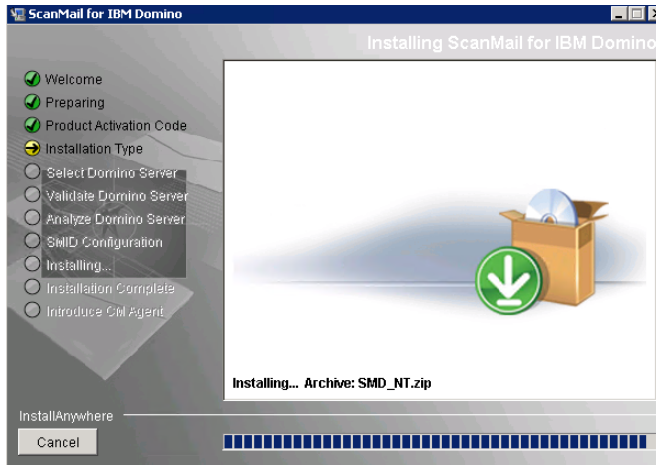 ScanMail for IBM Domino
Installing ScanMail for IBM Domino
Welcome
Preparing
Product Activation Code
Installation Type
Select Domino Server
Validate Domino Server
Analyze Domino Server
SMID Configuration
Installing...
Installation Complete
Introduce CM Agent
Installing... Archive: SMD_NT.zip
InstallAnywhere
Cancel